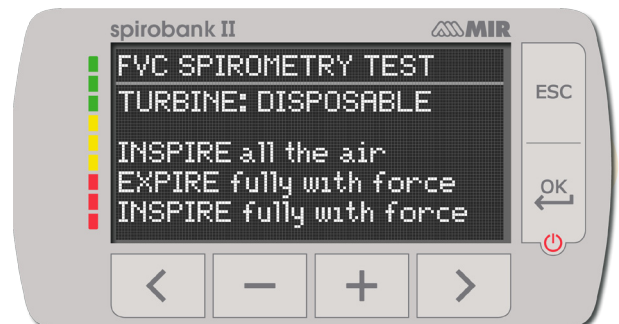 spirobank II
MIR
FVC SPIROMETRY TEST
TURBINE: DISPOSABLE
INSPIRE all the air
EXPIRE fully with force
INSPIRE fully with force
ESC
OK
< − + >